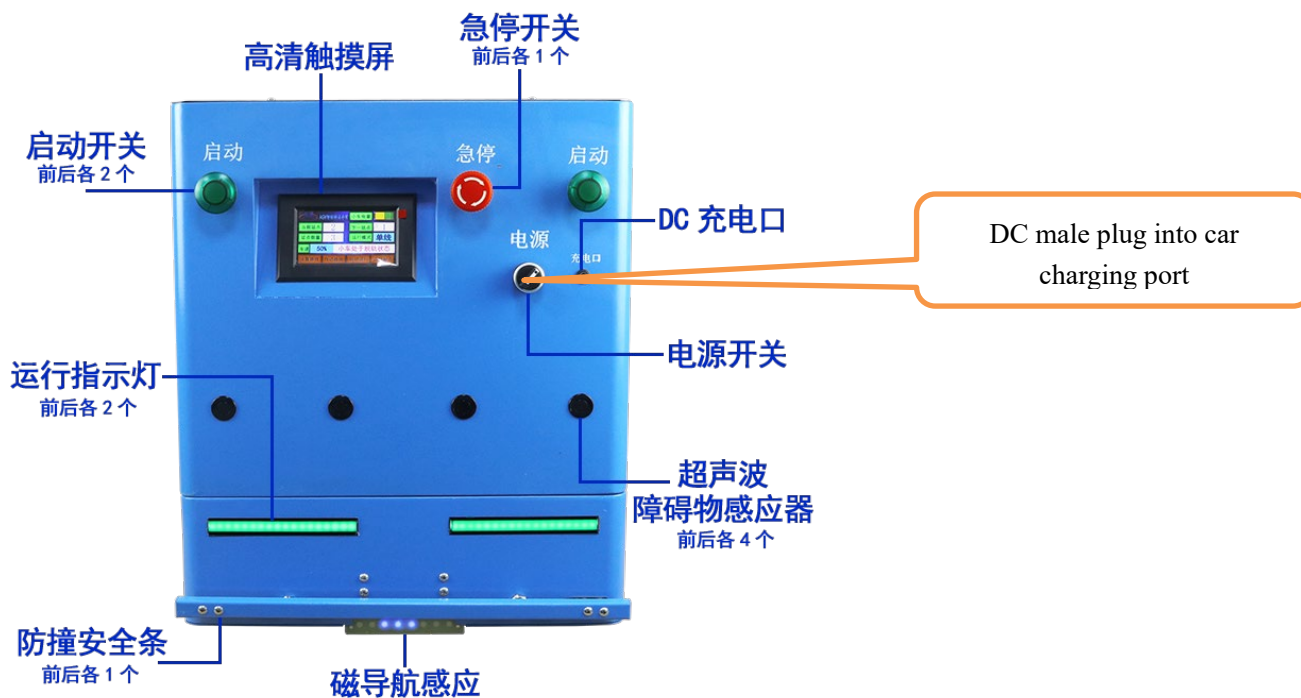 急停开关
前后各1个
高清触摸屏
启动开关
前后各2个
启动
急停
启动
DC 充电口
电源
充电口
DC male plug into car
charging port
单线
50%
电源开关
运行指示灯
前后各2个
超声波
障碍物感应器
前后各4个
防撞安全条
前后各1个
磁导航感应